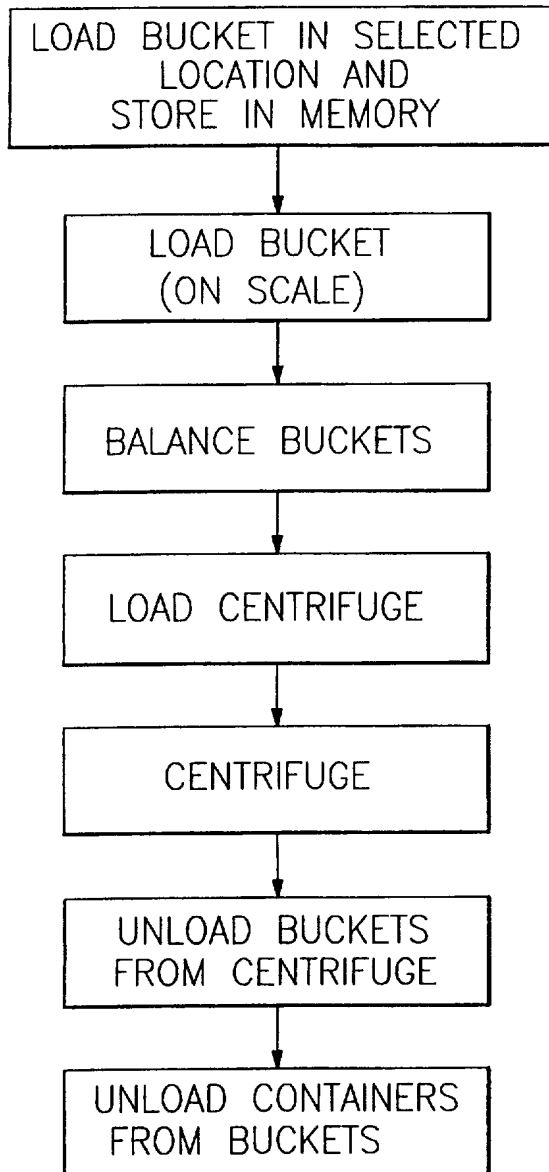 LOAD BUCKET IN SELECTED
LOCATION AND
STORE IN MEMORY
LOAD BUCKET
(ON SCALE)
BALANCE BUCKETS
LOAD CENTRIFUGE
CENTRIFUGE
UNLOAD BUCKETS
FROM CENTRIFUGE
UNLOAD CONTAINERS
FROM BUCKETS